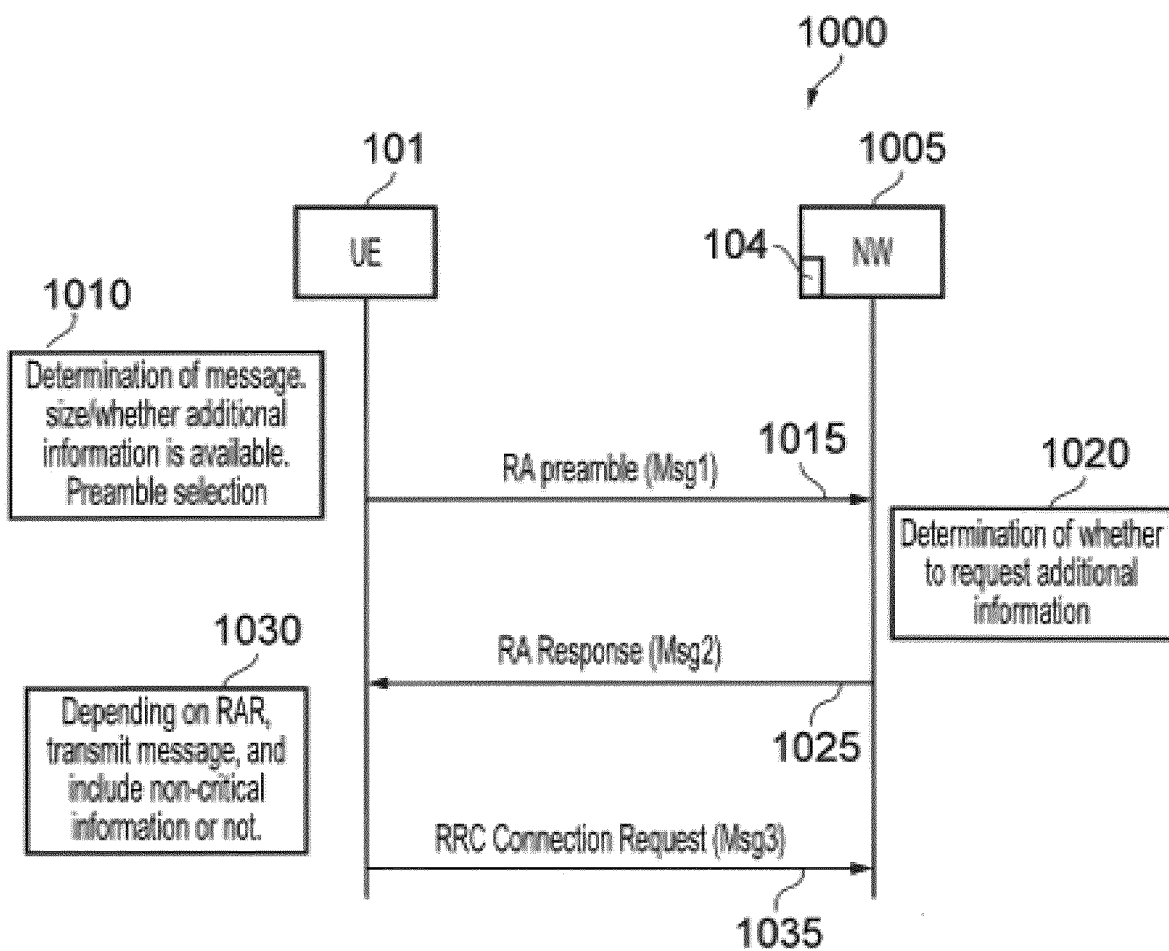 1000
101
1005
UE
104
NW
1010
Determination of message.
size/whether additional
information is available.
Preamble selection
RA preamble (Msg1)
1015
1020
Determination of whether
to request additional
information
1030
RA Response (Msg2)
1025
Depending on RAR,
transmit message, and
include non-critical
information or not.
RRC Connection Request (Msg3)
1035